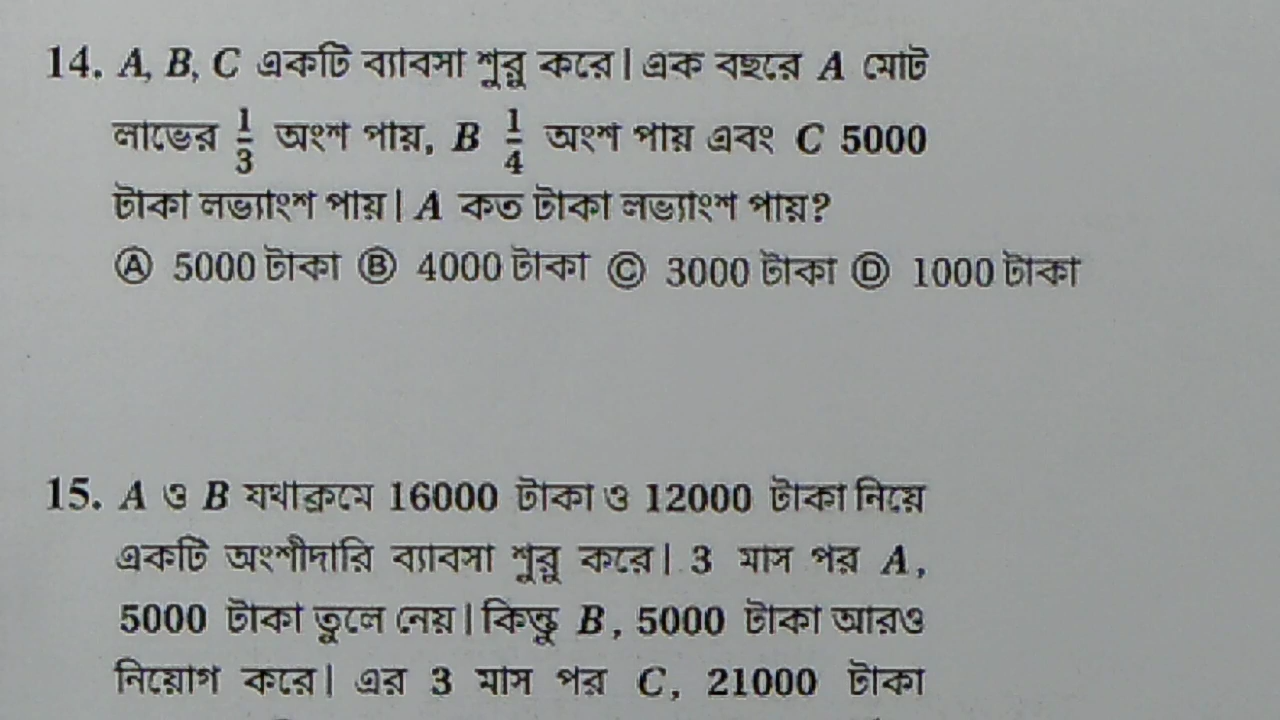 14. A, B, C একটি ব্যাবসা শুরু করে। এক বছরে A মোট
লাভের 1/3 অংশ পায়, B 1/4 অংশ পায় এবং C 5000
টাকা লভ্যাংশ পায়। A কত টাকা লভ্যাংশ পায়?
Ⓐ 5000 টাকা Ⓑ 4000 টাকা Ⓒ 3000 টাকা Ⓓ 1000 টাকা
15. A ও B যথাক্রমে 16000 টাকা ও 12000 টাকা নিয়ে
একটি অংশীদারি ব্যাবসা শুরু করে। 3 মাস পর A,
5000 টাকা তুলে নেয়। কিন্তু B, 5000 টাকা আরও
নিয়োগ করে। এর 3 মাস পর C, 21000 টাকা